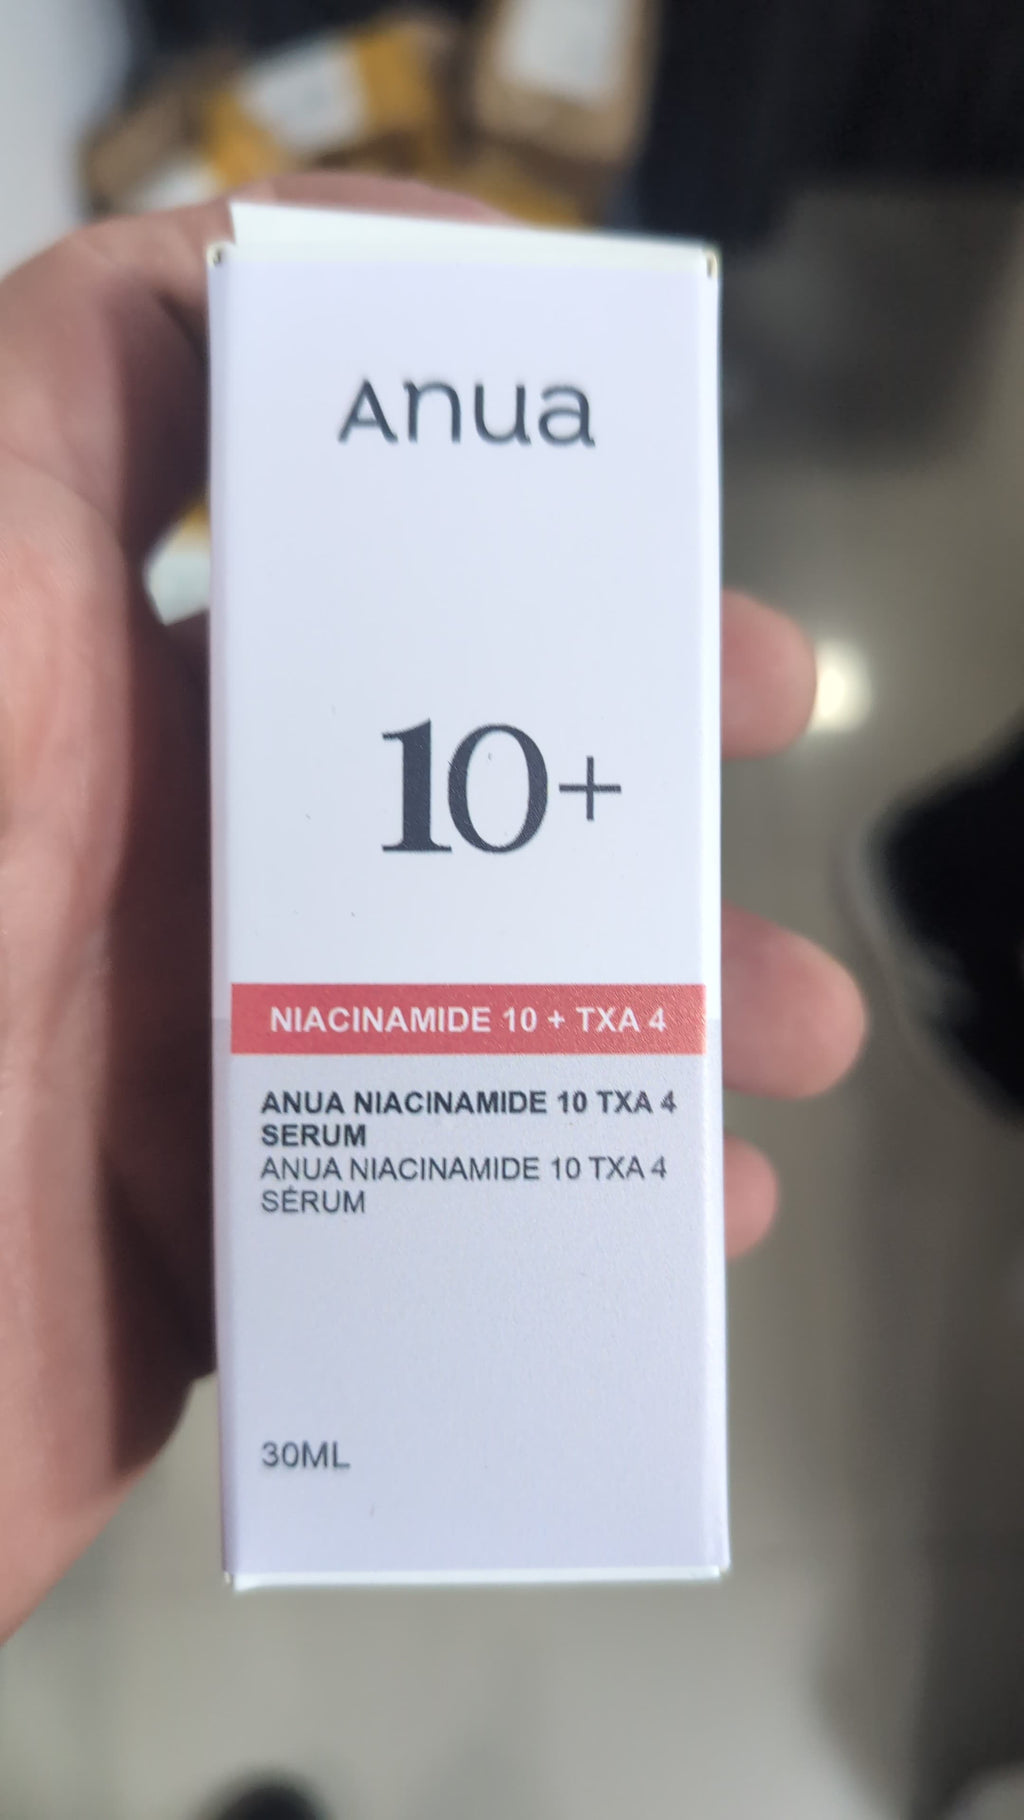 Anua
10+
NIACINAMIDE 10 + TXA 4
ANUA NIACINAMIDE 10 TXA 4
SERUM
ANUA NIACINAMIDE 10 TXA 4
SÉRUM
30ML